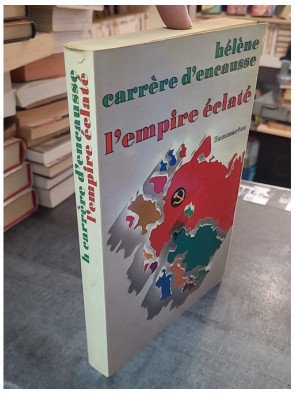 hélène
carrère d'encausse
l'empire éclaté
Flammarion
h carrère d'encausse
l'empire éclaté